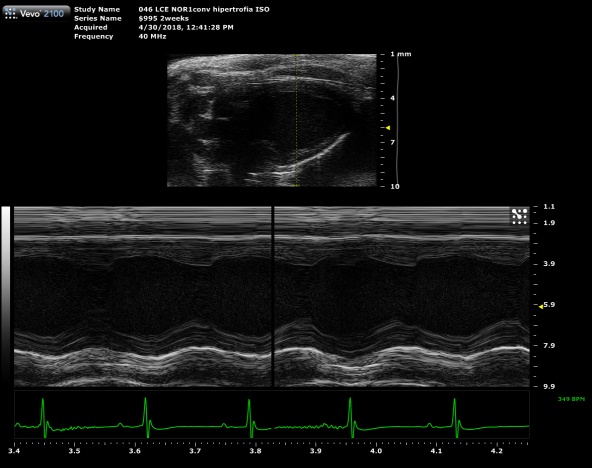 Vevo 2100
Study Name 046 LCE NOR1conv hipertrofia ISO
Series Name S995 2weeks
Acquired 4/30/2018, 12:41:28 PM
Frequency 40 MHz
1 mm
4
7
10
1.1
1.9
3.9
5.9
7.9
9.9
349 BPM
3.4 3.5 3.6 3.7 3.8 3.9 4.0 4.1 4.2